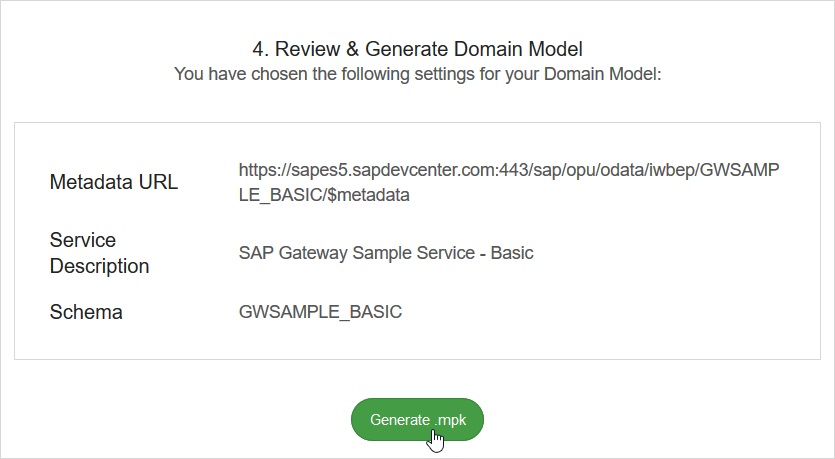 4. Review & Generate Domain Model
You have chosen the following settings for your Domain Model:
Metadata URL
https://sapes5.sapdevcenter.com:443/sap/opu/odata/iwbep/GWSAMP
LE_BASIC/$metadata
Service
Description
SAP Gateway Sample Service - Basic
Schema
GWSAMPLE_BASIC
Generate .mpk